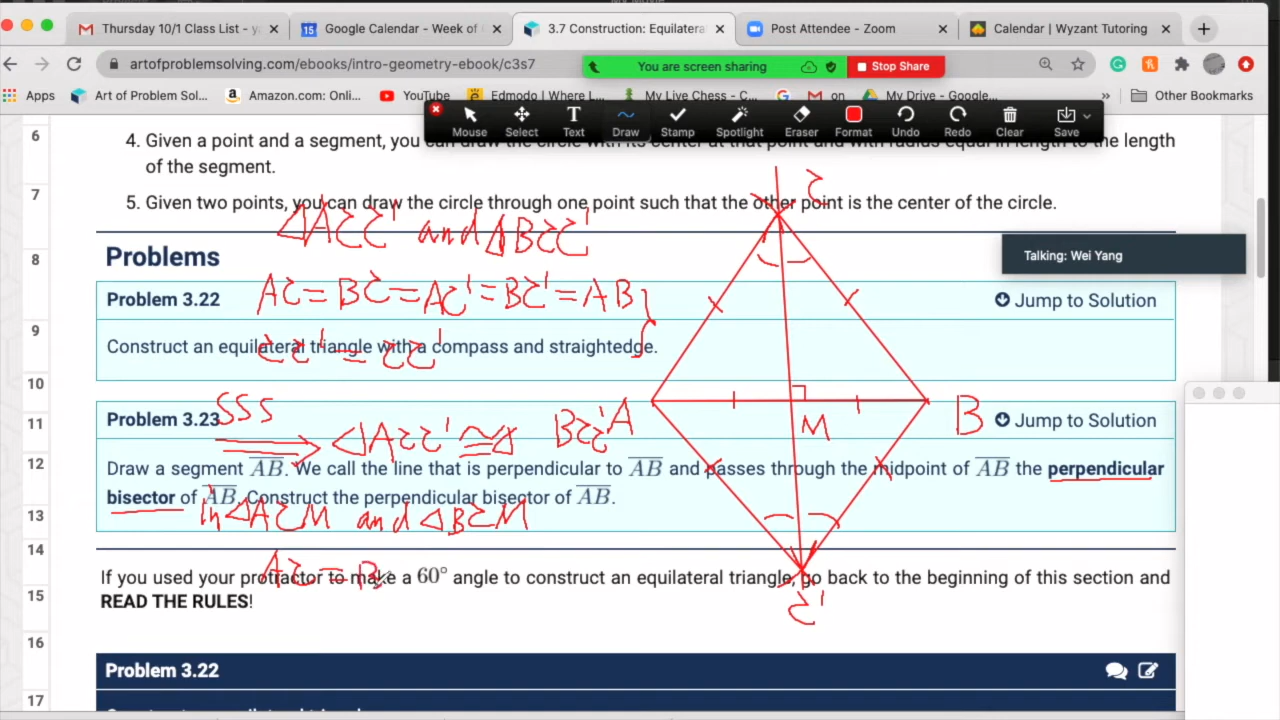 Thursday 10/1 Class List - y
Google Calendar - Week of
3.7 Construction: Equilatera
Post Attendee - Zoom
Calendar | Wyzant Tutoring
artofproblemsolving.com/ebooks/intro-geometry-ebook/c3s7
You are screen sharing
Stop Share
Apps
Art of Problem Sol...
Amazon.com: Onli...
YouTube
Edmodo | Where L...
My Live Chess - C...
on
My Drive - Google...
»
Other Bookmarks
Mouse
Select
Text
Draw
Stamp
Spotlight
Eraser
Format
Undo
Redo
Clear
Save
6
7
8
9
10
11
12
13
14
15
16
17
4. Given a point and a segment, you can draw the circle with its center at that point and with radius equal in length to the length
of the segment.
5. Given two points, you can draw the circle through one point such that the other point is the center of the circle.
C
△ACC' and △BCC'
Talking: Wei Yang
Problems
AC = BC = AC' = BC' = AB
Problem 3.22
Jump to Solution
Construct an equilateral triangle with a compass and straightedge.
CC' = CC'
SSS
△ACC' ≅ △ BCC'
A
B
M
Problem 3.23
Jump to Solution
Draw a segment AB. We call the line that is perpendicular to AB and passes through the midpoint of AB the perpendicular
bisector of AB. Construct the perpendicular bisector of AB.
in △ACM and △BCM
AC = B
If you used your protractor to make a 60° angle to construct an equilateral triangle, go back to the beginning of this section and
READ THE RULES!
C'
Problem 3.22